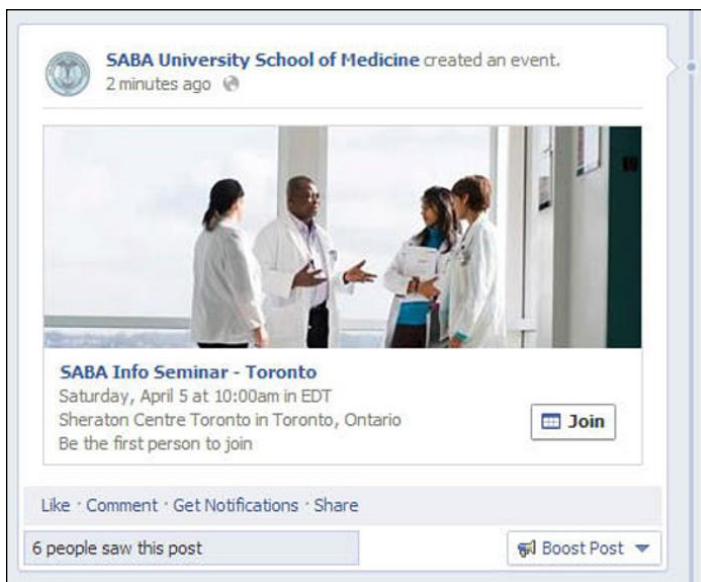 SABA University School of Medicine created an event.
2 minutes ago
SABA Info Seminar - Toronto
Saturday, April 5 at 10:00am in EDT
Sheraton Centre Toronto in Toronto, Ontario
Be the first person to join
Join
Like · Comment · Get Notifications · Share
6 people saw this post
Boost Post